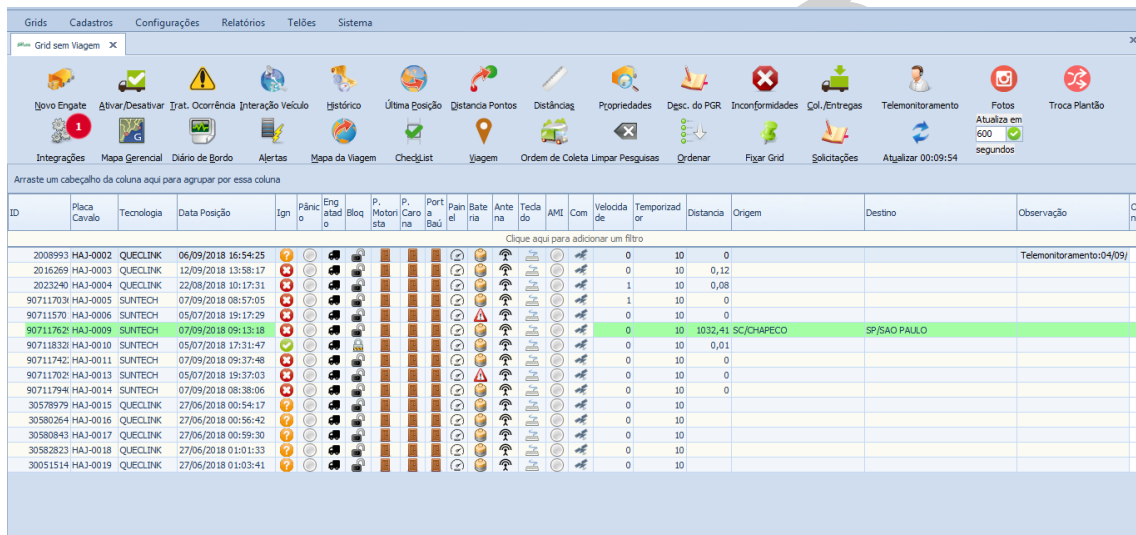 Grids Cadastros Configurações Relatórios Telões Sistema
Grid sem Viagem X
Novo Engate Ativar/Desativar Trat. Ocorrência Interação Veículo Histórico Última Posição Distancia Pontos Distâncias Propriedades Desc. do PGR Inconformidades Col./Entregas Telemonitoramento Fotos Troca Plantão
1
Atualiza em
600
segundos
Integrações Mapa Gerencial Diário de Bordo Alertas Mapa da Viagem CheckList Viagem Ordem de Coleta Limpar Pesquisas Ordenar Fixar Grid Solicitações Atualizar 00:09:54
Arraste um cabeçalho da coluna aqui para agrupar por essa coluna
ID Placa Cavalo Tecnologia Data Posição Ign Pânico Engatado Bloq P. Motorista P. Carona Porta Baú Painel Bateria Antena Teclado AMI Com Velocidade Temporizador Distancia Origem Destino Observação
Clique aqui para adicionar um filtro
2008993 HAJ-0002 QUECLINK 06/09/2018 16:54:25 0 10 0 Telemonitoramento:04/09/
2016269 HAJ-0003 QUECLINK 12/09/2018 13:58:17 0 10 0,12
2023240 HAJ-0004 QUECLINK 22/08/2018 10:17:31 1 10 0,08
90711703 HAJ-0005 SUNTECH 07/09/2018 08:57:05 1 10 0
90711570 HAJ-0006 SUNTECH 05/07/2018 19:17:29 0 10 0
90711762 HAJ-0009 SUNTECH 07/09/2018 09:13:18 0 10 1032,41 SC/CHAPECO SP/SAO PAULO
90711832 HAJ-0010 SUNTECH 05/07/2018 17:31:47 0 10 0,01
90711742 HAJ-0011 SUNTECH 07/09/2018 09:37:48 0 10 0
90711702 HAJ-0013 SUNTECH 05/07/2018 19:37:03 0 10 0
90711794 HAJ-0014 SUNTECH 07/09/2018 08:38:06 0 10 0
30578979 HAJ-0015 QUECLINK 27/06/2018 00:54:17 0 10
30580264 HAJ-0016 QUECLINK 27/06/2018 00:56:42 0 10
30580843 HAJ-0017 QUECLINK 27/06/2018 00:59:30 0 10
30582823 HAJ-0018 QUECLINK 27/06/2018 01:01:33 0 10
30051514 HAJ-0019 QUECLINK 27/06/2018 01:03:41 0 10